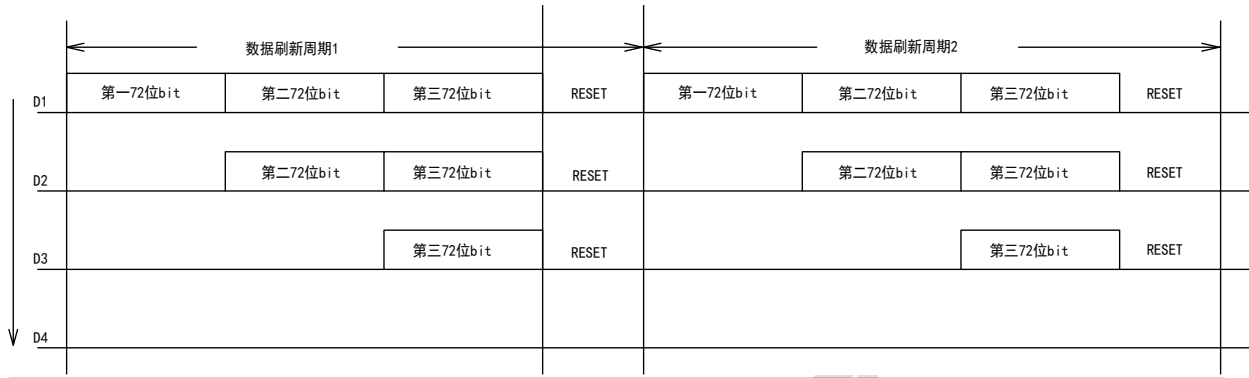 数据刷新周期1 数据刷新周期2
D1 第一72位bit 第二72位bit 第三72位bit RESET 第一72位bit 第二72位bit 第三72位bit RESET
D2 第二72位bit 第三72位bit RESET 第二72位bit 第三72位bit RESET
D3 第三72位bit RESET 第三72位bit RESET
D4